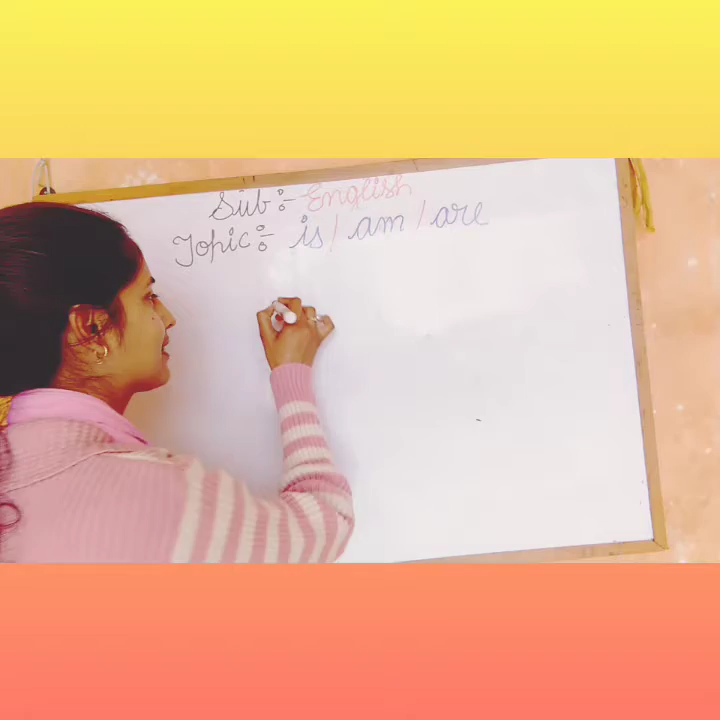 Sub :- English
Topic :- is / am / are